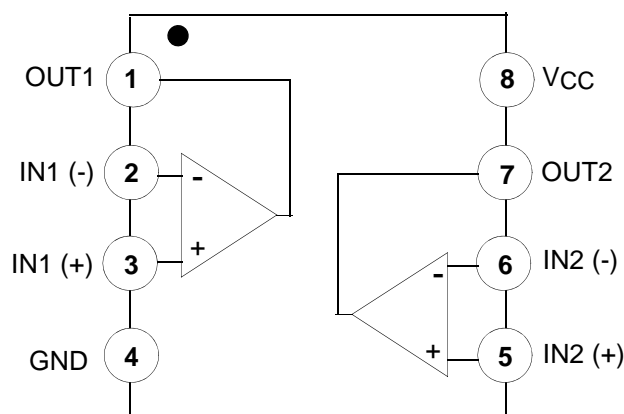 OUT1 1
8 VCC
IN1 (-) 2 -
7 OUT2
IN1 (+) 3 +
- 6 IN2 (-)
GND 4
+ 5 IN2 (+)